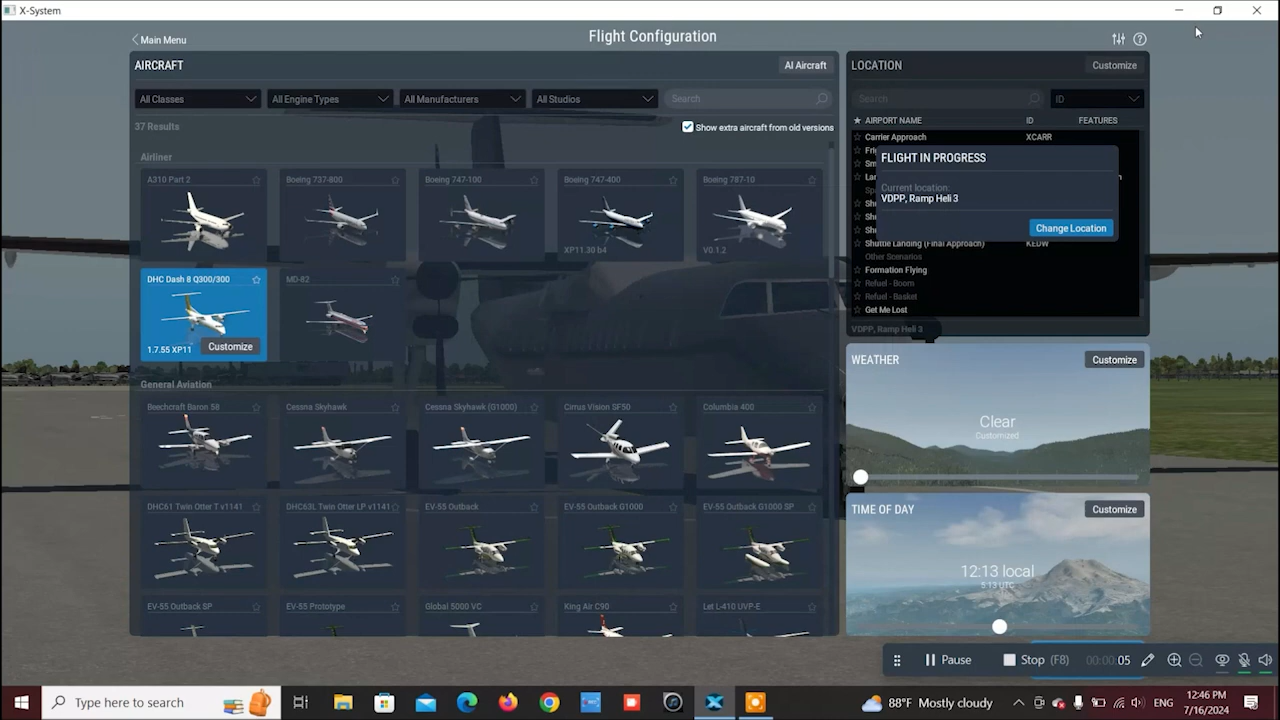 X-System
Main Menu
Flight Configuration
AIRCRAFT
AI Aircraft
All Classes
All Engine Types
All Manufacturers
All Studios
Search
37 Results
Show extra aircraft from old versions
Airliner
A310 Part 2
Boeing 737-800
Boeing 747-100
Boeing 747-400
Boeing 787-10
XP11.30 b4
V0.1.2
DHC Dash 8 Q300/300
MD-82
1.7.55 XP11
Customize
General Aviation
Beechcraft Baron 58
Cessna Skyhawk
Cessna Skyhawk (G1000)
Cirrus Vision SF50
Columbia 400
DHC61 Twin Otter T v1141
DHC63L Twin Otter LP v1141
EV-55 Outback
EV-55 Outback G1000
EV-55 Outback G1000 SP
EV-55 Outback SP
EV-55 Prototype
Global 5000 VC
King Air C90
Let L-410 UVP-E
LOCATION
Customize
Search
ID
AIRPORT NAME
ID
FEATURES
Carrier Approach
XCARR
FLIGHT IN PROGRESS
Current location:
VDPP, Ramp Heli 3
Change Location
Shuttle Landing (Final Approach)
KEDW
Other Scenarios
Formation Flying
Refuel - Boom
Refuel - Basket
Get Me Lost
VDPP, Ramp Heli 3
WEATHER
Customize
Clear
Customized
TIME OF DAY
Customize
12:13 local
5:13 UTC
Pause
Stop (F8)
00:00:05
Type here to search
88°F Mostly cloudy
ENG
12:46 PM
7/16/2024